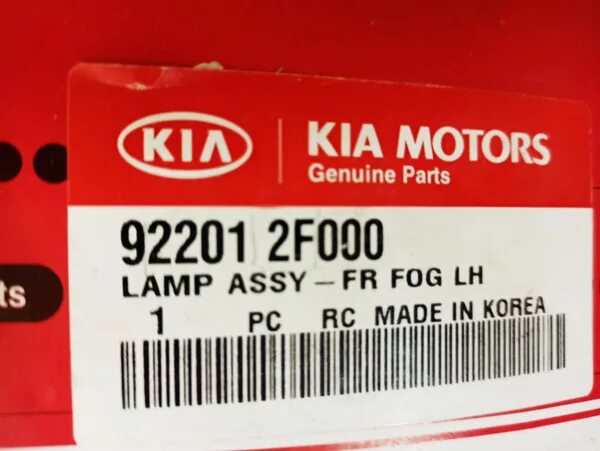 KIA KIA MOTORS
Genuine Parts
92201 2F000
LAMP ASSY-FR FOG LH
1 PC RC MADE IN KOREA
ts